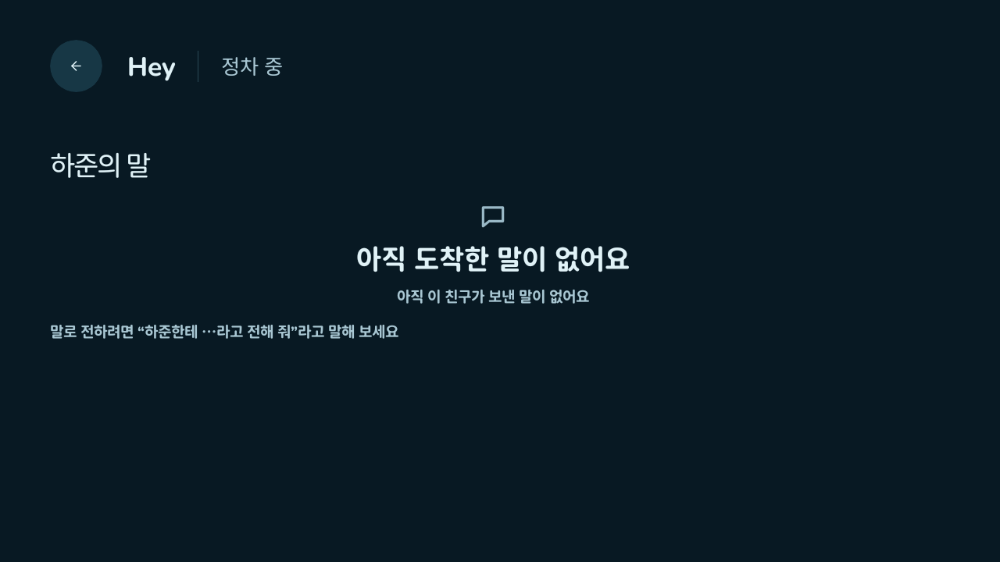 Hey
정차 중
하준의 말
아직 도착한 말이 없어요
아직 이 친구가 보낸 말이 없어요
말로 전하려면 “하준한테 …라고 전해 줘”라고 말해 보세요